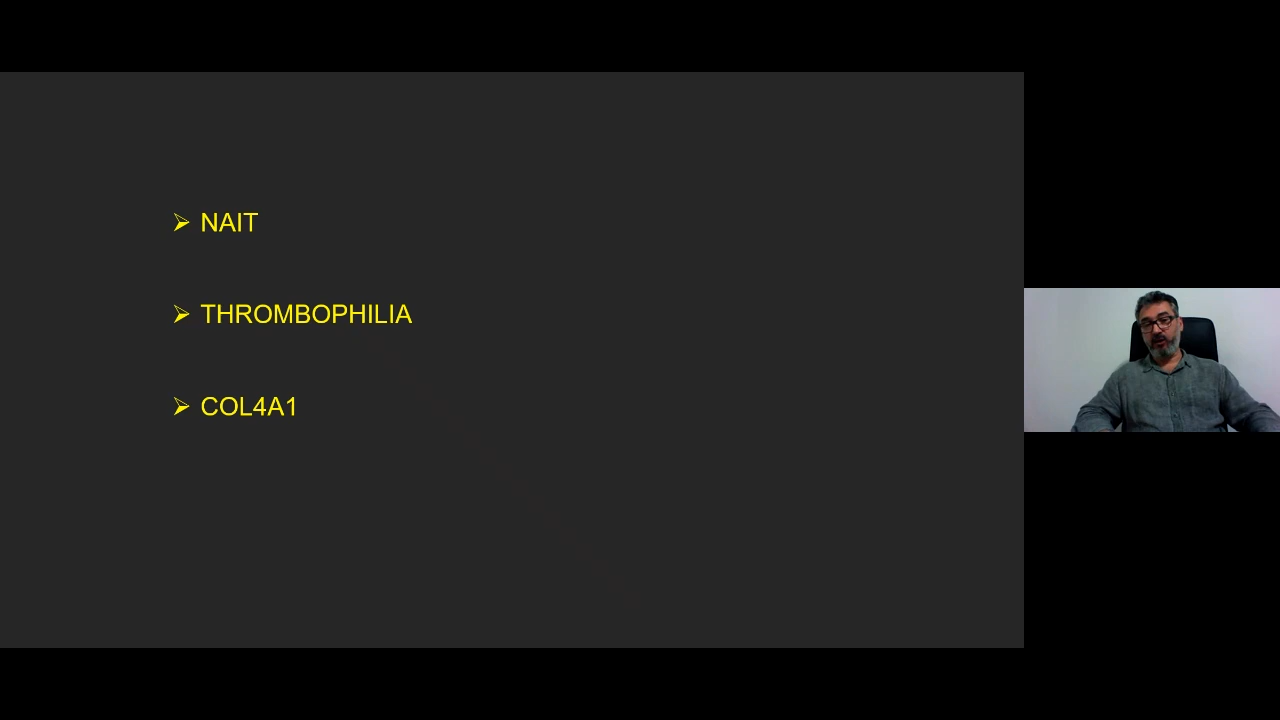 ➢ NAIT
➢ THROMBOPHILIA
➢ COL4A1